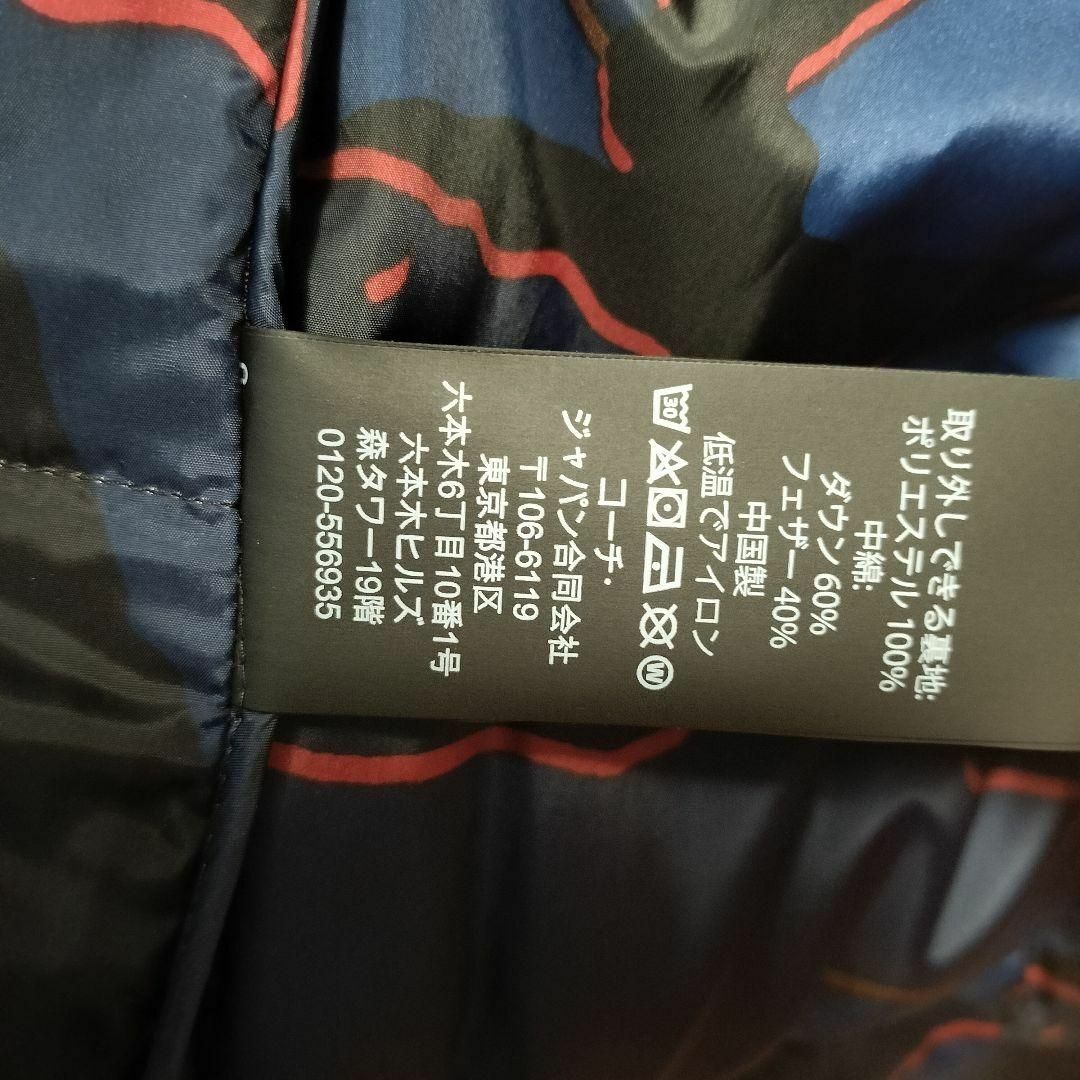 取り外しできる裏地:
ポリエステル 100%
中綿:
ダウン 60%
フェザー 40%
中国製
低温でアイロン
30
W
コーチ・
ジャパン合同会社
〒106-6119
東京都港区
六本木6丁目10番1号
六本木ヒルズ
森タワー19階
0120-556935